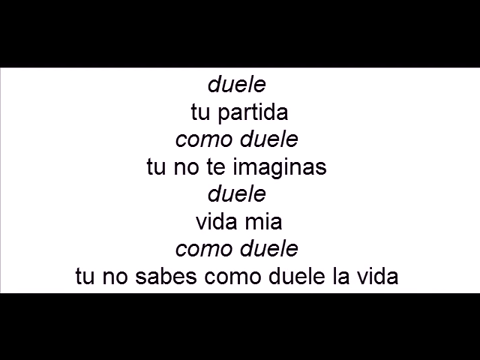 duele
tu partida
como duele
tu no te imaginas
duele
vida mia
como duele
tu no sabes como duele la vida